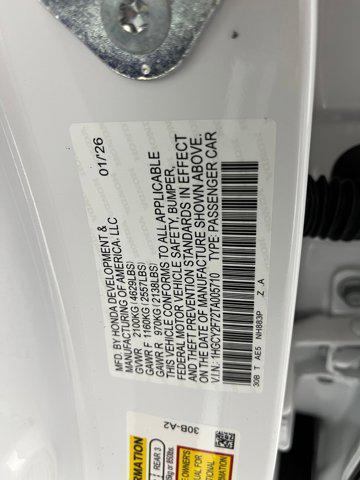 MFD. BY HONDA DEVELOPMENT & 01/26
MANUFACTURING OF AMERICA, LLC
GVWR 2100KG(4629LBS)
GAWR F 1160KG(2557LBS)
GAWR R 970KG(2138LBS)
THIS VEHICLE CONFORMS TO ALL APPLICABLE
FEDERAL MOTOR VEHICLE SAFETY, BUMPER,
AND THEFT PREVENTION STANDARDS IN EFFECT
ON THE DATE OF MANUFACTURE SHOWN ABOVE.
V.I.N: 1HGCY2F72TA005710 TYPE:PASSENGER CAR
30B T AE5 NH883P Z A
30B-A2
REAR 3